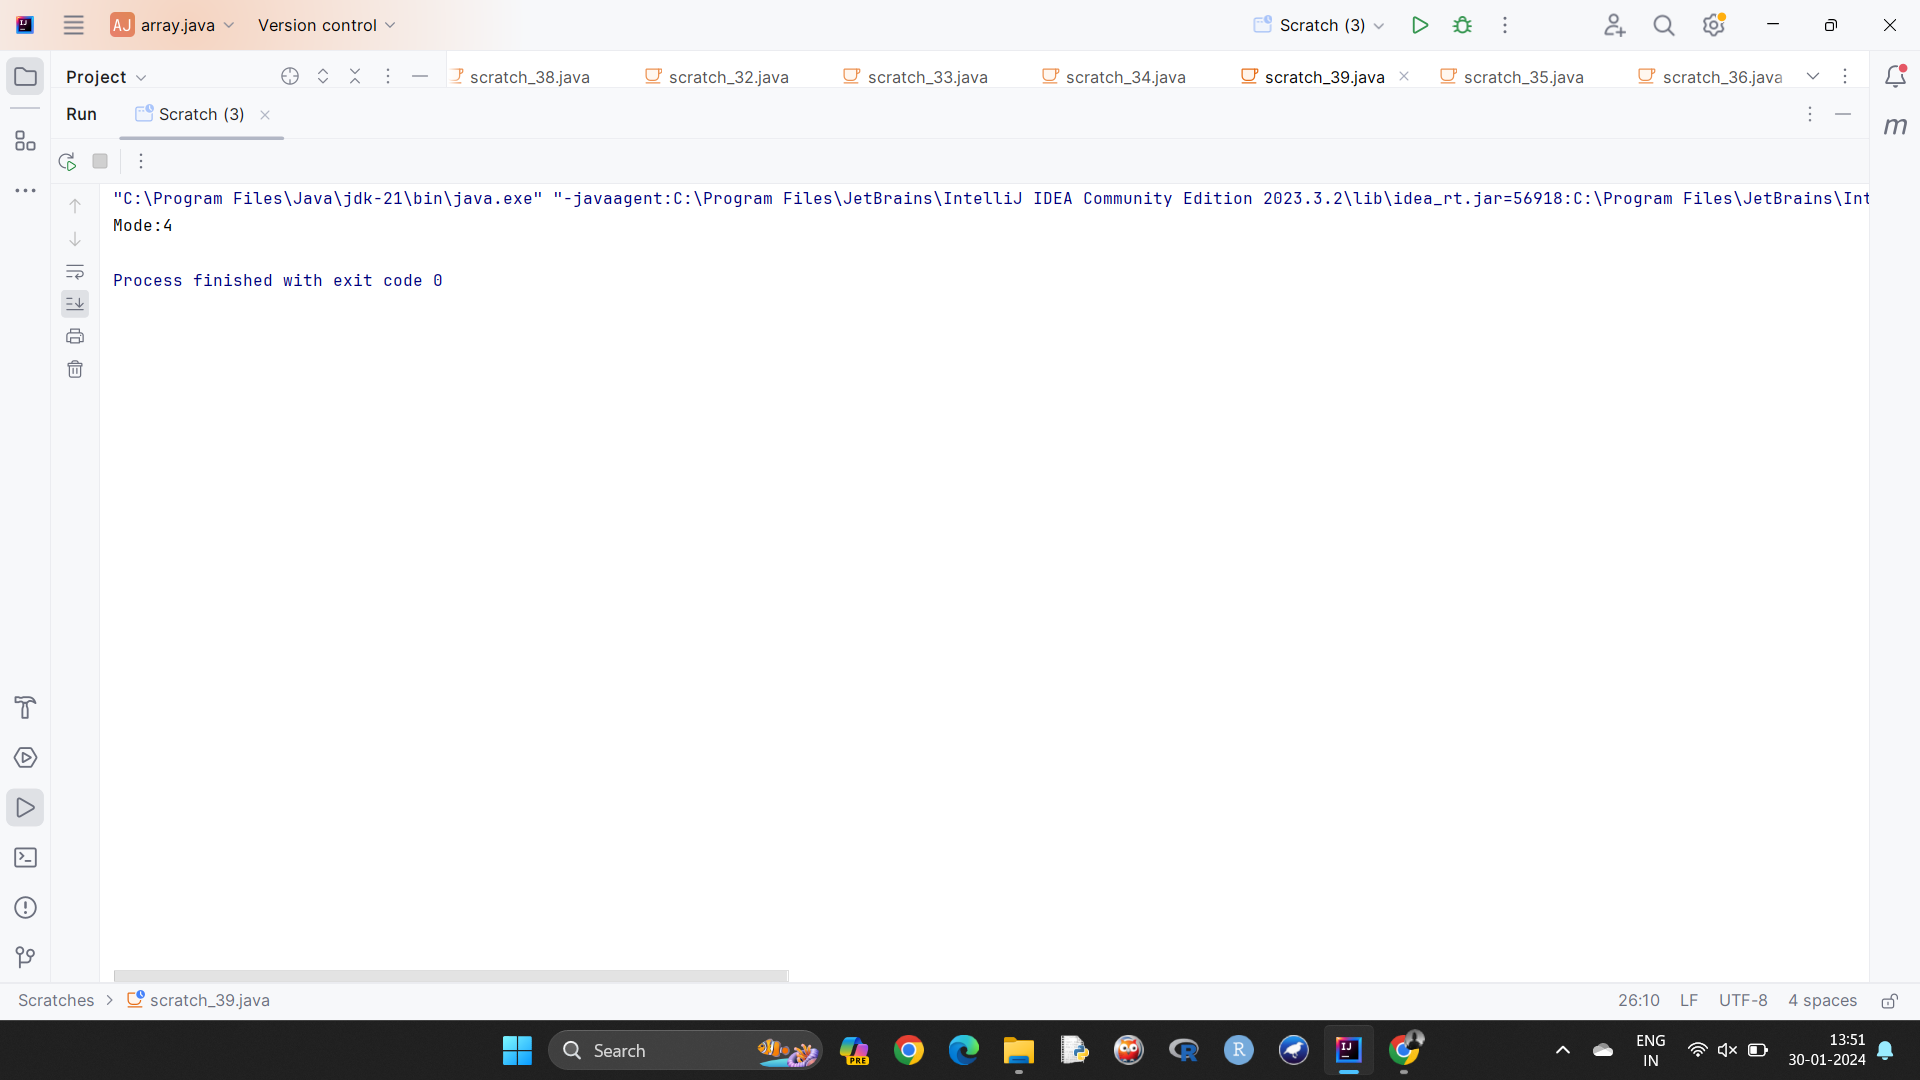 AJ array.java Version control Scratch (3)
Project scratch_38.java scratch_32.java scratch_33.java scratch_34.java scratch_39.java scratch_35.java scratch_36.java
Run Scratch (3)
m
"C:\Program Files\Java\jdk-21\bin\java.exe" "-javaagent:C:\Program Files\JetBrains\IntelliJ IDEA Community Edition 2023.3.2\lib\idea_rt.jar=56918:C:\Program Files\JetBrains\Int
Mode:4
Process finished with exit code 0
Scratches > scratch_39.java 26:10 LF UTF-8 4 spaces
Search PRE R R IJ ENG 13:51
IN 30-01-2024